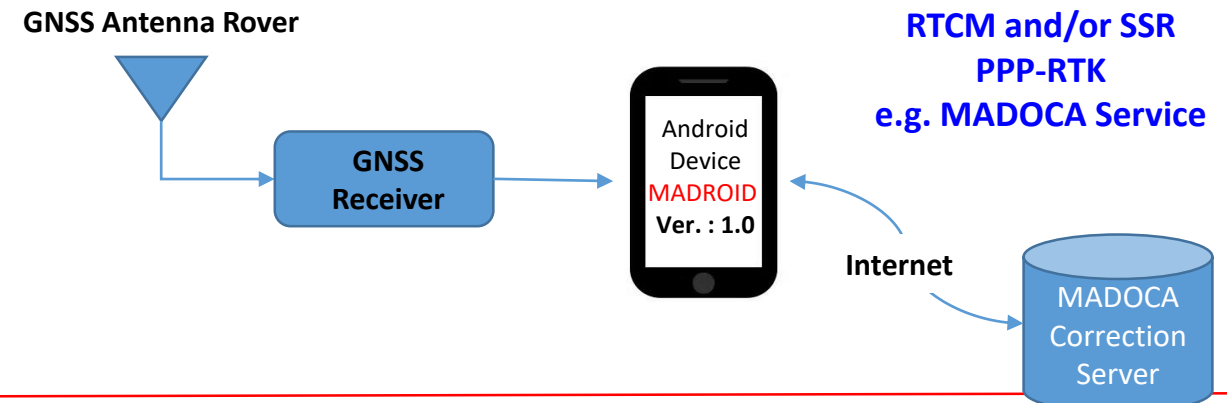 GNSS Antenna Rover
RTCM and/or SSR
PPP-RTK
e.g. MADOCA Service
GNSS
Receiver
Android
Device
MADROID
Ver. : 1.0
Internet
MADOCA
Correction
Server